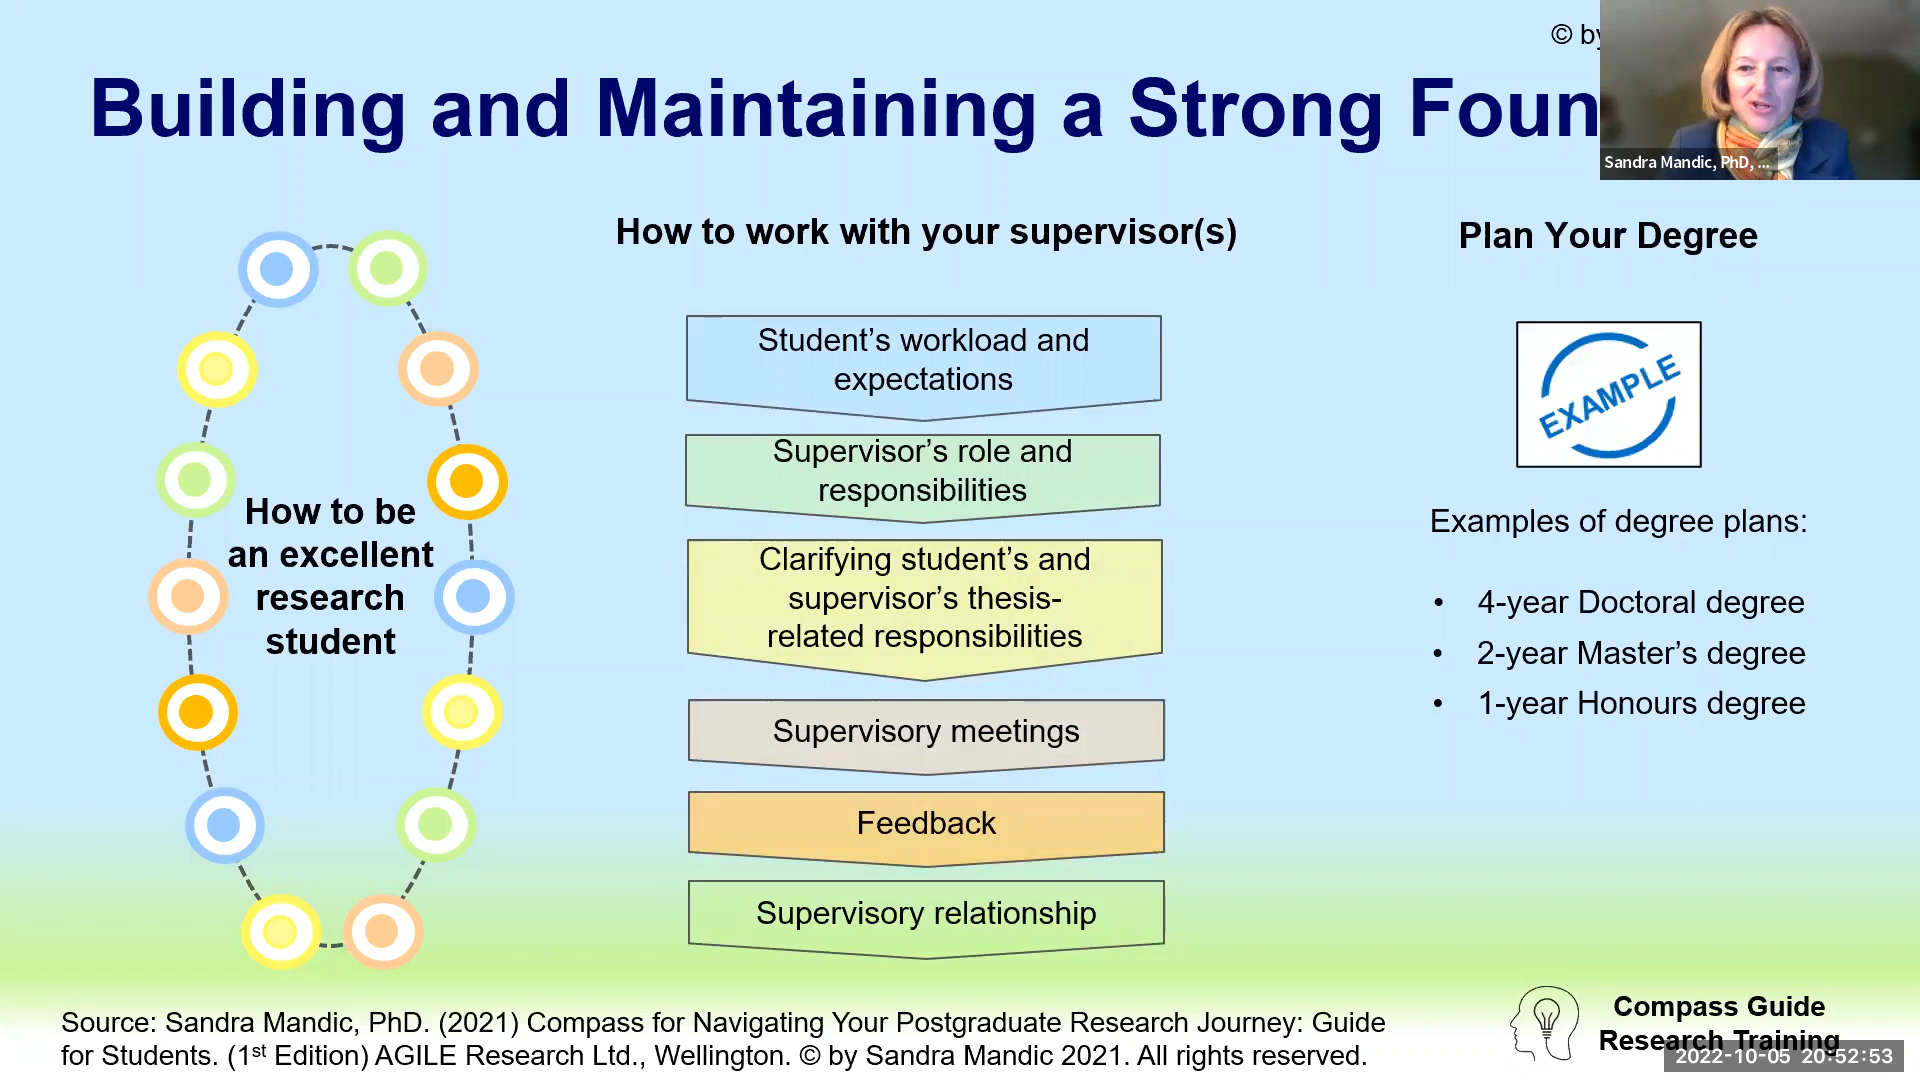 © by
Building and Maintaining a Strong Foun
Sandra Mandic, PhD, ...
How to work with your supervisor(s)
Plan Your Degree
How to be
an excellent
research
student
Student’s workload and
expectations
Supervisor’s role and
responsibilities
Clarifying student’s and
supervisor’s thesis-
related responsibilities
Supervisory meetings
Feedback
Supervisory relationship
EXAMPLE
Examples of degree plans:
• 4-year Doctoral degree
• 2-year Master’s degree
• 1-year Honours degree
Source: Sandra Mandic, PhD. (2021) Compass for Navigating Your Postgraduate Research Journey: Guide
for Students. (1st Edition) AGILE Research Ltd., Wellington. © by Sandra Mandic 2021. All rights reserved.
Compass Guide
Research Training
2022-10-05 20:52:53